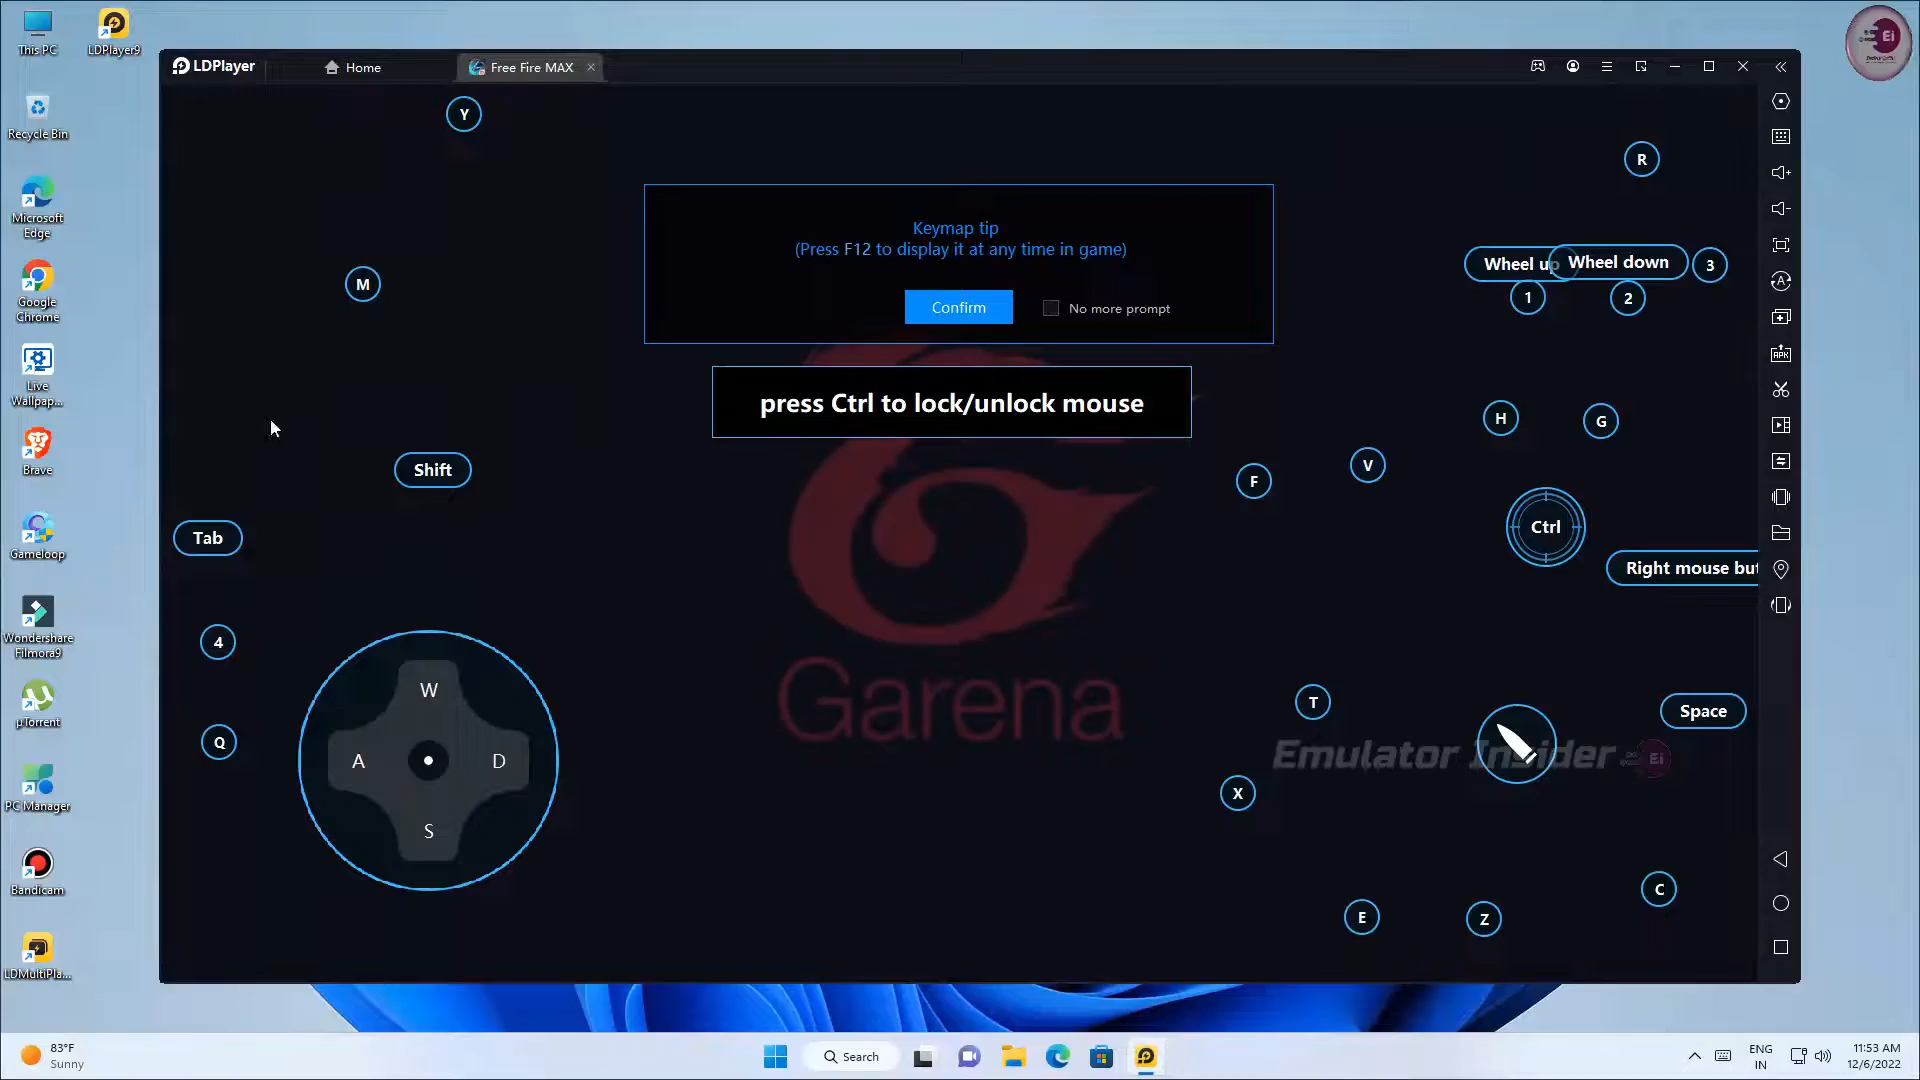 This PC
LDPlayer9
Recycle Bin
Microsoft
Edge
Google
Chrome
Live
Wallpap...
Brave
Gameloop
Wondershare
Filmora9
µTorrent
PC Manager
Bandicam
LDMultiPla...
LDPlayer
Home
Free Fire MAX
Y
R
Keymap tip
(Press F12 to display it at any time in game)
Confirm
No more prompt
M
Wheel up
Wheel down
3
1
2
press Ctrl to lock/unlock mouse
H
G
Shift
F
V
Tab
Ctrl
Right mouse but
4
W
A
D
S
Q
Garena
T
Space
Emulator Insider
Ei
X
E
Z
C
APK
A
Ei
83°F
Sunny
Search
ENG
IN
11:53 AM
12/6/2022